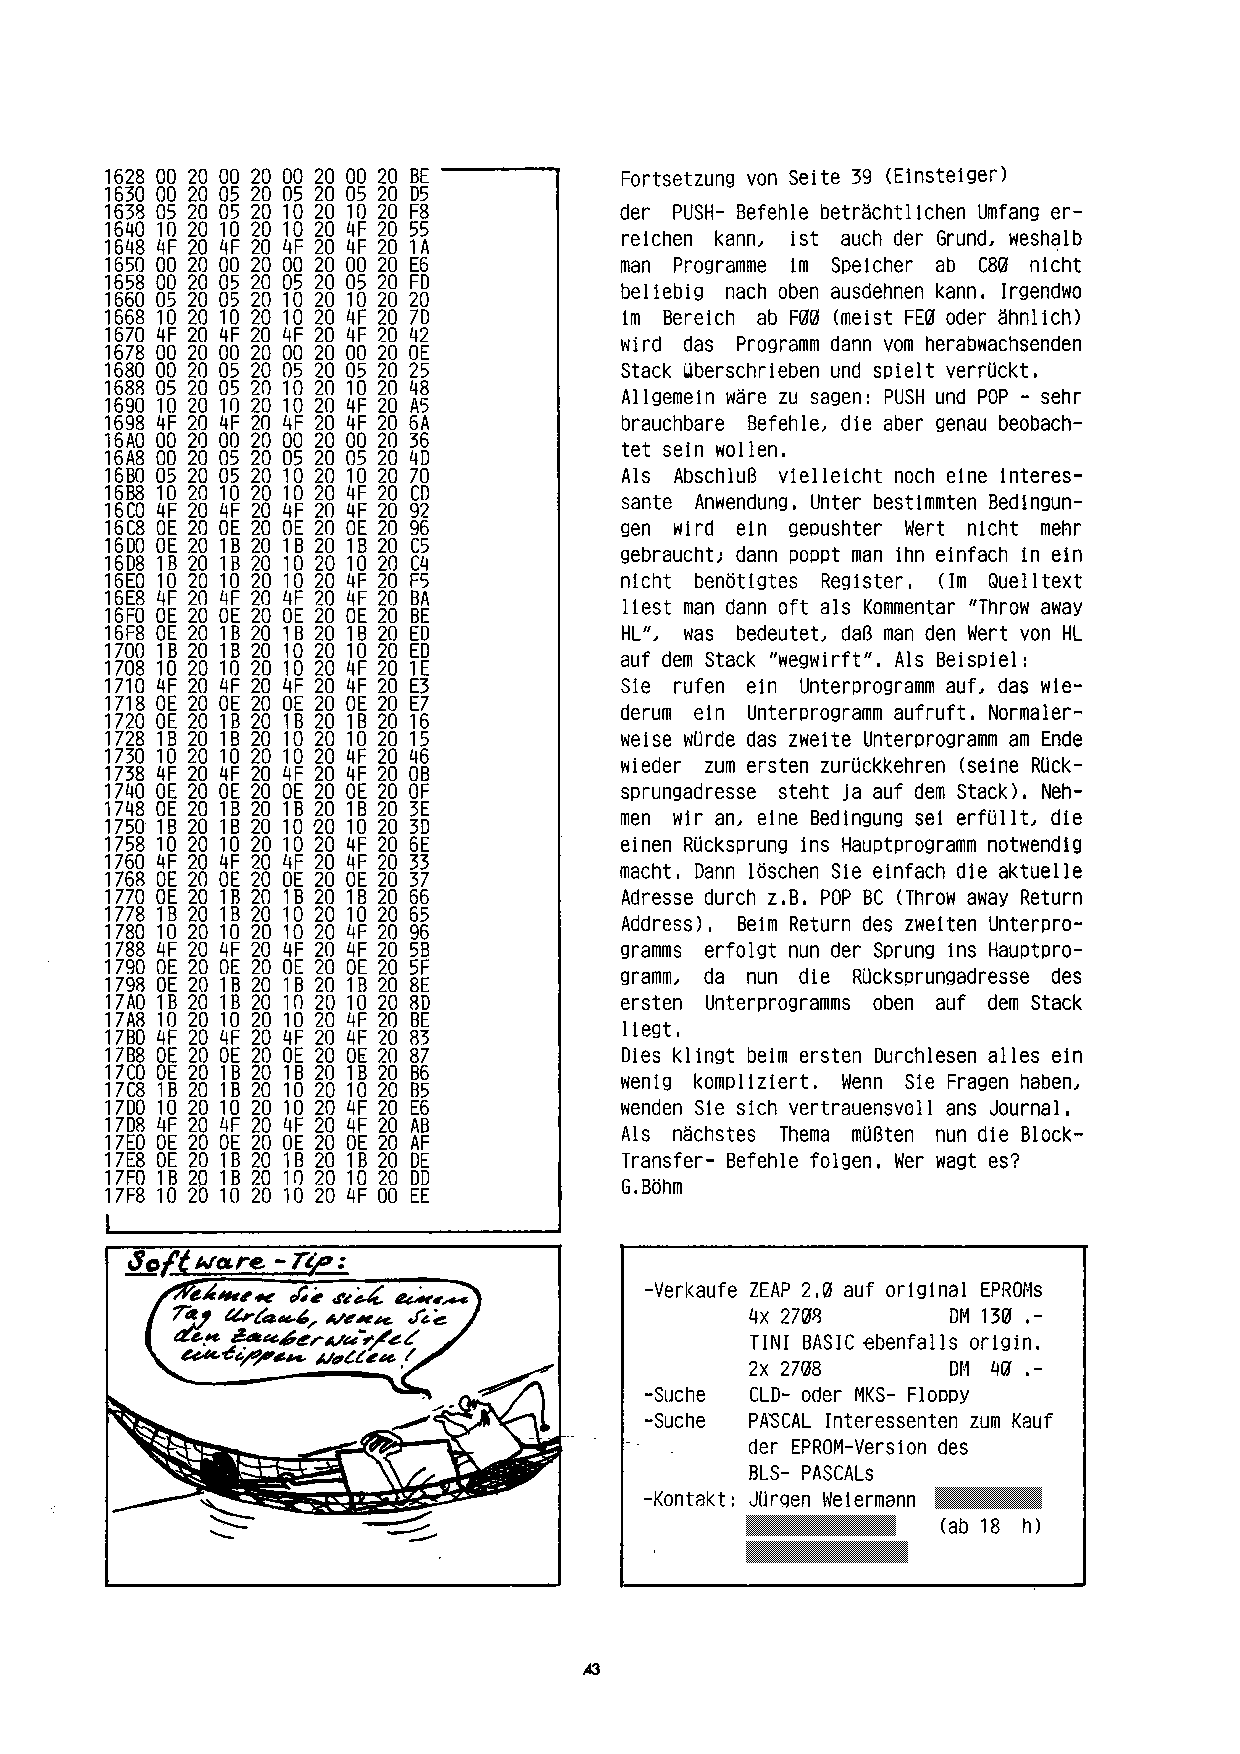 1628 00 20 00 20 00 20 00 20 BE
1630 00 20 05 20 05 20 05 20 D5
1638 05 20 05 20 10 20 10 20 F8
1640 10 20 10 20 10 20 4F 20 55
1648 4F 20 4F 20 4F 20 4F 20 1A
1650 00 20 00 20 00 20 00 20 E6
1658 00 20 05 20 05 20 05 20 FD
1660 05 20 05 20 10 20 10 20 20
1668 10 20 10 20 10 20 4F 20 7D
1670 4F 20 4F 20 4F 20 4F 20 42
1678 00 20 00 20 00 20 00 20 0E
1680 00 20 05 20 05 20 05 20 25
1688 05 20 05 20 10 20 10 20 48
1690 10 20 10 20 10 20 4F 20 A5
1698 4F 20 4F 20 4F 20 4F 20 6A
16A0 00 20 00 20 00 20 00 20 36
16A8 00 20 05 20 05 20 05 20 4D
16B0 05 20 05 20 10 20 10 20 70
16B8 10 20 10 20 10 20 4F 20 CD
16C0 4F 20 4F 20 4F 20 4F 20 92
16C8 0E 20 0E 20 0E 20 0E 20 96
16D0 0E 20 1B 20 1B 20 1B 20 C5
16D8 1B 20 1B 20 10 20 10 20 C4
16E0 10 20 10 20 10 20 4F 20 F5
16E8 4F 20 4F 20 4F 20 4F 20 BA
16F0 0E 20 0E 20 0E 20 0E 20 BE
16F8 0E 20 1B 20 1B 20 1B 20 ED
1700 1B 20 1B 20 10 20 10 20 ED
1708 10 20 10 20 10 20 4F 20 1E
1710 4F 20 4F 20 4F 20 4F 20 E3
1718 0E 20 0E 20 0E 20 0E 20 E7
1720 0E 20 1B 20 1B 20 1B 20 16
1728 1B 20 1B 20 10 20 10 20 15
1730 10 20 10 20 10 20 4F 20 46
1738 4F 20 4F 20 4F 20 4F 20 0B
1740 0E 20 0E 20 0E 20 0E 20 0F
1748 0E 20 1B 20 1B 20 1B 20 3E
1750 1B 20 1B 20 10 20 10 20 3D
1758 10 20 10 20 10 20 4F 20 6E
1760 4F 20 4F 20 4F 20 4F 20 33
1768 0E 20 0E 20 0E 20 0E 20 37
1770 0E 20 1B 20 1B 20 1B 20 66
1778 1B 20 1B 20 10 20 10 20 65
1780 10 20 10 20 10 20 4F 20 96
1788 4F 20 4F 20 4F 20 4F 20 5B
1790 0E 20 0E 20 0E 20 0E 20 5F
1798 0E 20 1B 20 1B 20 1B 20 8E
17A0 1B 20 1B 20 10 20 10 20 8D
17A8 10 20 10 20 10 20 4F 20 BE
17B0 4F 20 4F 20 4F 20 4F 20 83
17B8 0E 20 0E 20 0E 20 0E 20 87
17C0 0E 20 1B 20 1B 20 1B 20 B6
17C8 1B 20 1B 20 10 20 10 20 B5
17D0 10 20 10 20 10 20 4F 20 E6
17D8 4F 20 4F 20 4F 20 4F 20 AB
17E0 0E 20 0E 20 0E 20 0E 20 AF
17E8 0E 20 1B 20 1B 20 1B 20 DE
17F0 1B 20 1B 20 10 20 10 20 DD
17F8 10 20 10 20 10 20 4F 00 EE
Software-Tip:
Nehmen Sie sich einen
Tag Urlaub, wenn Sie
den Zauberwürfel
eintippen wollen!
Fortsetzung von Seite 39 (Einsteiger)
der PUSH- Befehle beträchtlichen Umfang er-
reichen kann, ist auch der Grund, weshalb
man Programme im Speicher ab C8Ø nicht
beliebig nach oben ausdehnen kann. Irgendwo
im Bereich ab FØØ (meist FEØ oder ähnlich)
wird das Programm dann vom herabwachsenden
Stack überschrieben und spielt verrückt.
Allgemein wäre zu sagen: PUSH und POP - sehr
brauchbare Befehle, die aber genau beobach-
tet sein wollen.
Als Abschluß vielleicht noch eine interes-
sante Anwendung. Unter bestimmten Bedingun-
gen wird ein gepushter Wert nicht mehr
gebraucht; dann poppt man ihn einfach in ein
nicht benötigtes Register. (Im Quelltext
liest man dann oft als Kommentar "Throw away
HL", was bedeutet, daß man den Wert von HL
auf dem Stack "wegwirft". Als Beispiel:
Sie rufen ein Unterprogramm auf, das wie-
derum ein Unterprogramm aufruft. Normaler-
weise würde das zweite Unterprogramm am Ende
wieder zum ersten zurückkehren (seine Rück-
sprungadresse steht ja auf dem Stack). Neh-
men wir an, eine Bedingung sei erfüllt, die
einen Rücksprung ins Hauptprogramm notwendig
macht. Dann löschen Sie einfach die aktuelle
Adresse durch z.B. POP BC (Throw away Return
Address). Beim Return des zweiten Unterpro-
gramms erfolgt nun der Sprung ins Hauptpro-
gramm, da nun die Rücksprungadresse des
ersten Unterprogramms oben auf dem Stack
liegt.
Dies klingt beim ersten Durchlesen alles ein
wenig kompliziert. Wenn Sie Fragen haben,
wenden Sie sich vertrauensvoll ans Journal.
Als nächstes Thema müßten nun die Block-
Transfer- Befehle folgen. Wer wagt es?
G.Böhm
-Verkaufe ZEAP 2.Ø auf original EPROMs
4x 27Ø8 DM 13Ø .-
TINI BASIC ebenfalls origin.
2x 27Ø8 DM 4Ø .-
-Suche CLD- oder MKS- Floppy
-Suche PASCAL Interessenten zum Kauf
der EPROM-Version des
BLS- PASCALs
-Kontakt: Jürgen Weiermann
(ab 18 h)
43